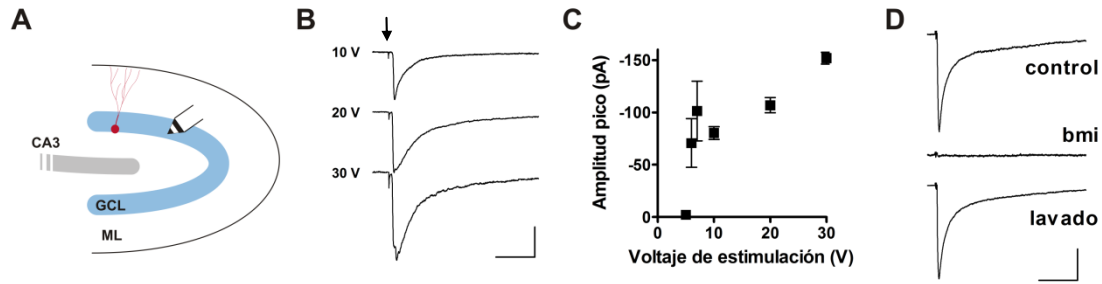 A
CA3
GCL
ML
B
10 V
20 V
30 V
C
Amplitud pico (pA)
-150
-100
-50
0
0
10
20
30
Voltaje de estimulación (V)
D
control
bmi
lavado